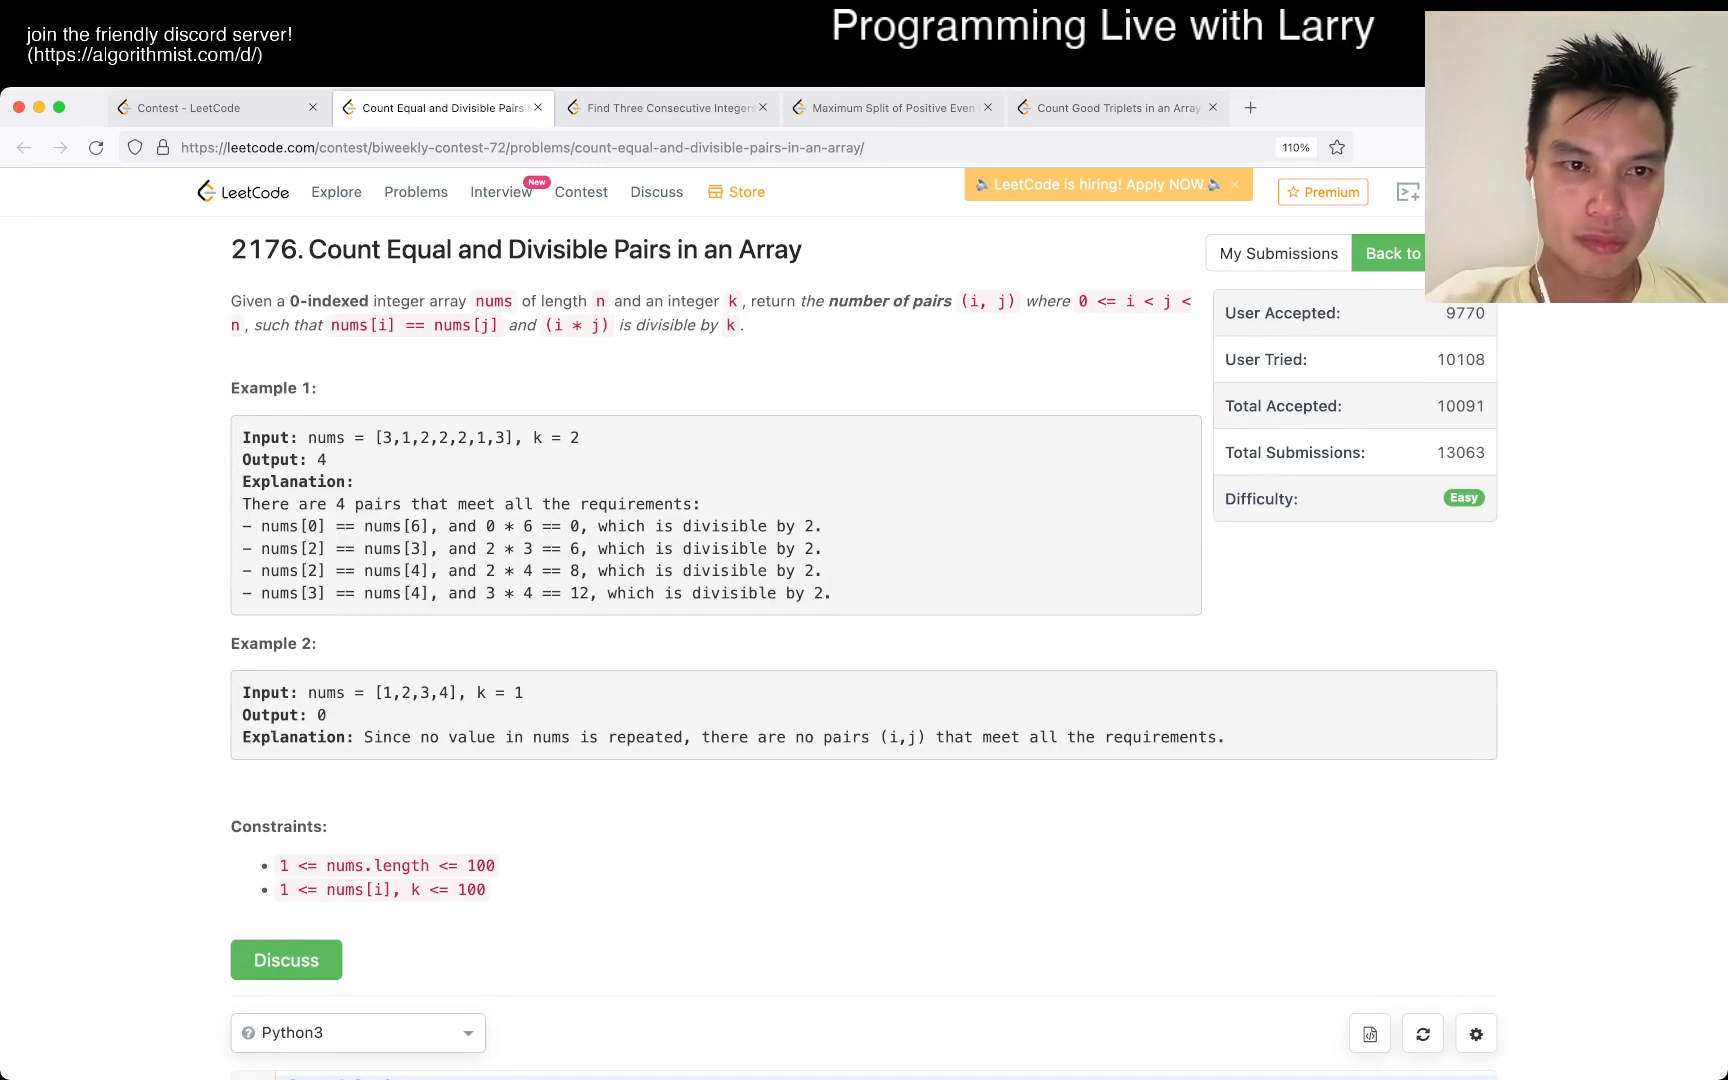 join the friendly discord server!
(https://algorithmist.com/d/)
Programming Live with Larry
Contest - LeetCode
Count Equal and Divisible Pairs
Find Three Consecutive Integers
Maximum Split of Positive Even
Count Good Triplets in an Array
https://leetcode.com/contest/biweekly-contest-72/problems/count-equal-and-divisible-pairs-in-an-array/
110%
LeetCode
Explore
Problems
Interview
New
Contest
Discuss
Store
LeetCode is hiring! Apply NOW.
Premium
2176. Count Equal and Divisible Pairs in an Array
My Submissions
Back to
Given a 0-indexed integer array nums of length n and an integer k, return the number of pairs (i, j) where 0 <= i < j <
n, such that nums[i] == nums[j] and (i * j) is divisible by k.
User Accepted: 9770
User Tried: 10108
Total Accepted: 10091
Total Submissions: 13063
Difficulty: Easy
Example 1:
Input: nums = [3,1,2,2,2,1,3], k = 2
Output: 4
Explanation:
There are 4 pairs that meet all the requirements:
- nums[0] == nums[6], and 0 * 6 == 0, which is divisible by 2.
- nums[2] == nums[3], and 2 * 3 == 6, which is divisible by 2.
- nums[2] == nums[4], and 2 * 4 == 8, which is divisible by 2.
- nums[3] == nums[4], and 3 * 4 == 12, which is divisible by 2.
Example 2:
Input: nums = [1,2,3,4], k = 1
Output: 0
Explanation: Since no value in nums is repeated, there are no pairs (i,j) that meet all the requirements.
Constraints:
• 1 <= nums.length <= 100
• 1 <= nums[i], k <= 100
Discuss
Python3